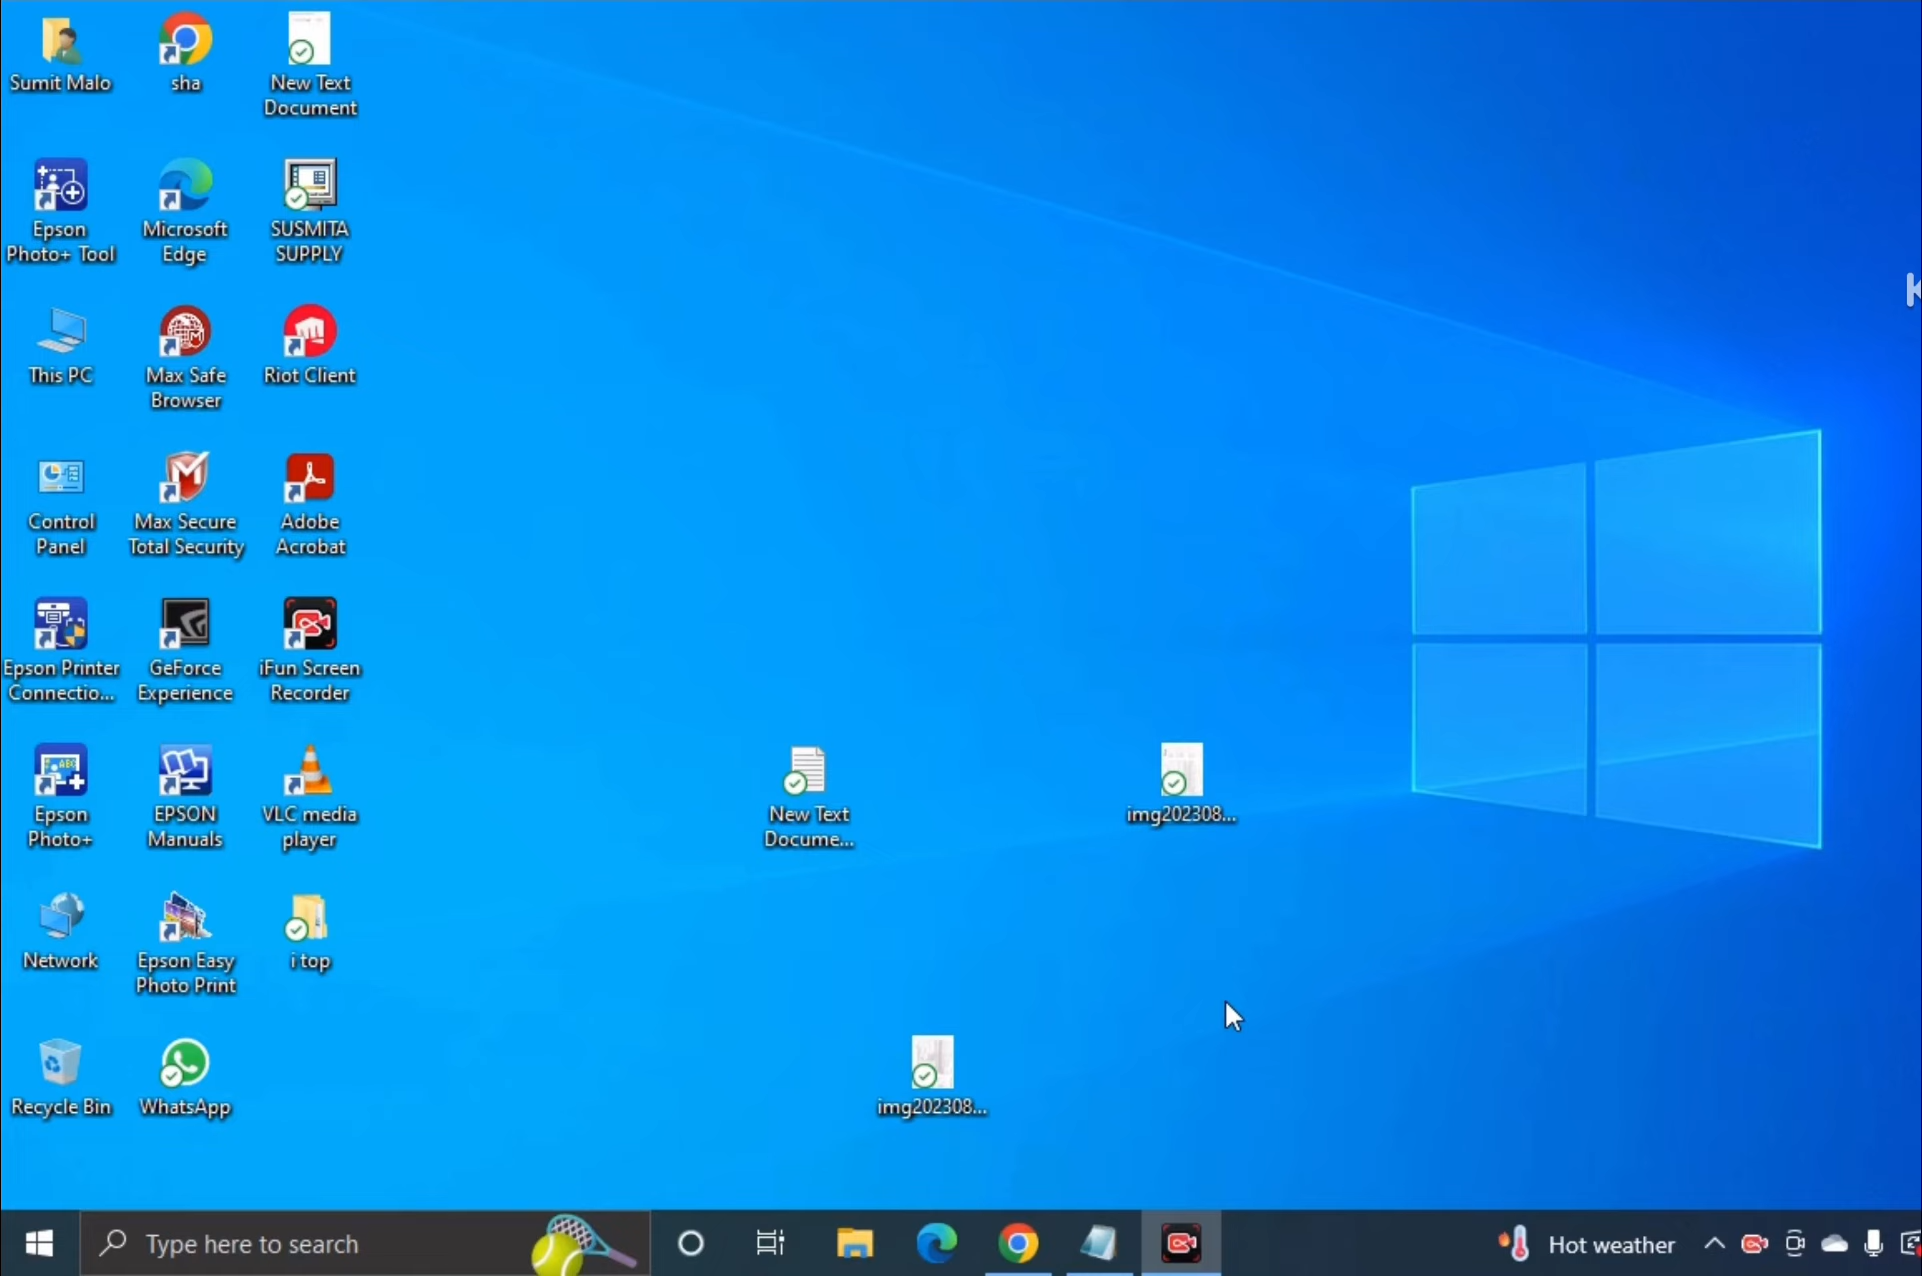 Sumit Malo
sha
New Text
Document
Epson
Photo+ Tool
Microsoft
Edge
SUSMITA
SUPPLY
This PC
Max Safe
Browser
Riot Client
Control
Panel
Max Secure
Total Security
Adobe
Acrobat
Epson Printer
Connectio...
GeForce
Experience
iFun Screen
Recorder
Epson
Photo+
EPSON
Manuals
VLC media
player
New Text
Docume...
img202308...
Network
Epson Easy
Photo Print
i top
Recycle Bin
WhatsApp
img202308...
Type here to search
Hot weather